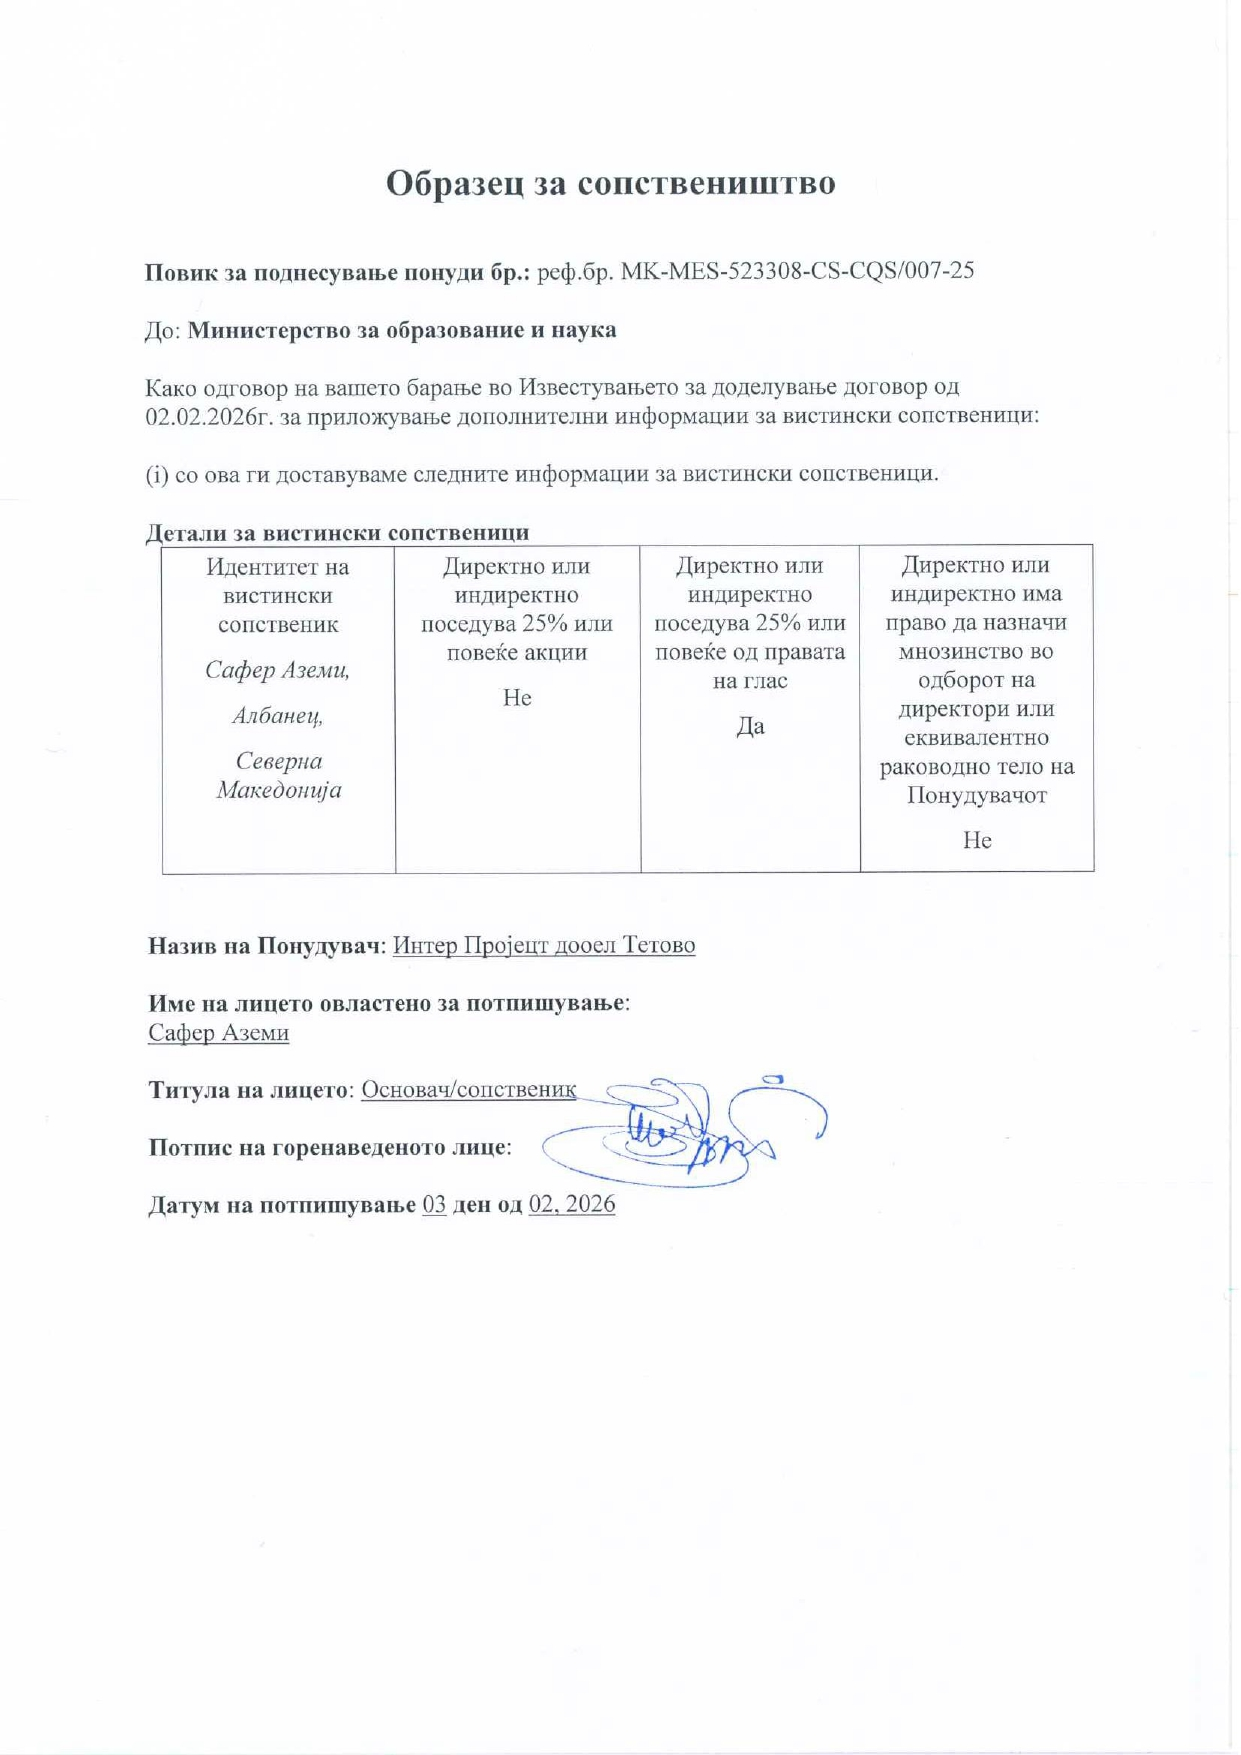 Образец за сопствеништво
Повик за поднесување понуди бр.: реф.бр. MK-MES-523308-CS-CQS/007-25
До: Министерство за образование и наука
Како одговор на вашето барање во Известувањето за доделување договор од
02.02.2026г. за приложување дополнителни информации за вистински сопственици:
(i) со ова ги доставуваме следните информации за вистински сопственици.
Детали за вистински сопственици
Идентитет на
вистински
сопственик
Сафер Аземи,
Албанец,
Северна
Македонија
Директно или
индиректно
поседува 25% или
повеќе акции
Не
Директно или
индиректно
поседува 25% или
повеќе од правата
на глас
Да
Директно или
индиректно има
право да назначи
мнозинство во
одборот на
директори или
еквивалентно
раководно тело на
Понудувачот
Не
Назив на Понудувач: Интер Пројецт дооел Тетово
Име на лицето овластено за потпишување:
Сафер Аземи
Титула на лицето: Основач/сопственик
Потпис на горенаведеното лице:
Датум на потпишување 03 ден од 02, 2026